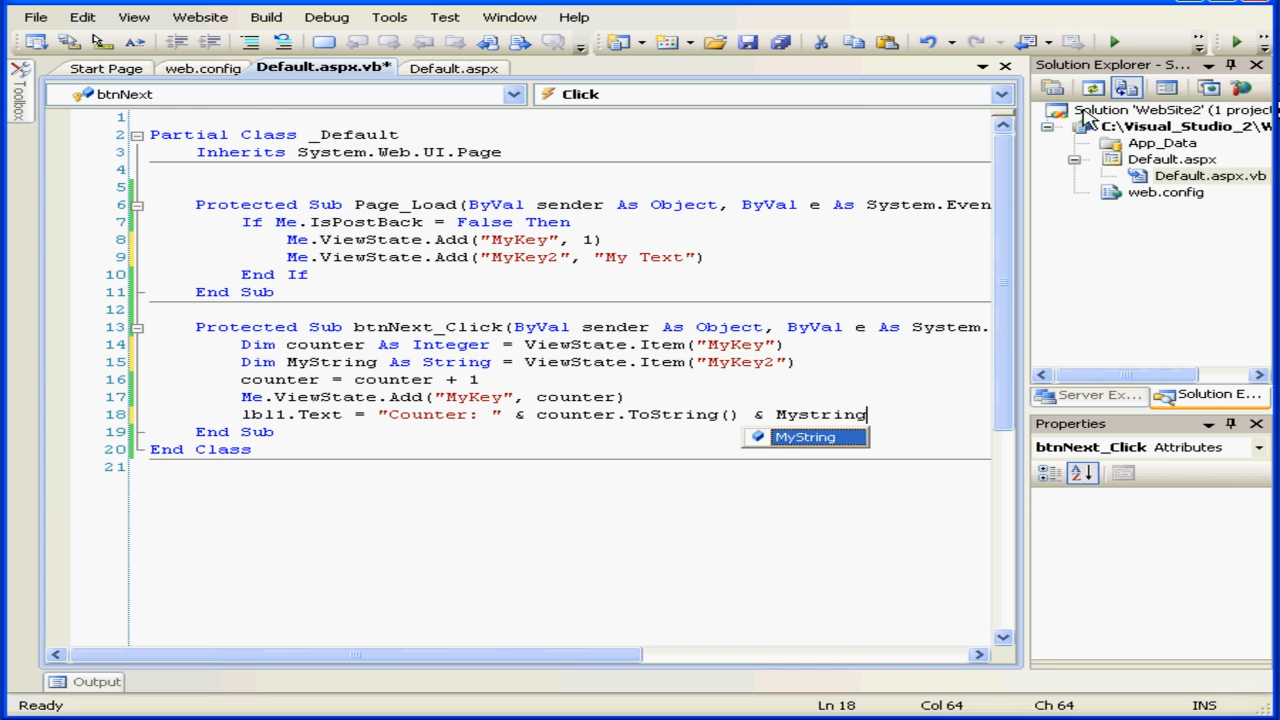 File Edit View Website Build Debug Tools Test Window Help
Start Page web.config Default.aspx.vb* Default.aspx
btnNext Click
Toolbox
1
2 Partial Class _Default
3 Inherits System.Web.UI.Page
4
5
6 Protected Sub Page_Load(ByVal sender As Object, ByVal e As System.Even
7 If Me.IsPostBack = False Then
8 Me.ViewState.Add("MyKey", 1)
9 Me.ViewState.Add("MyKey2", "My Text")
10 End If
11 End Sub
12
13 Protected Sub btnNext_Click(ByVal sender As Object, ByVal e As System.
14 Dim counter As Integer = ViewState.Item("MyKey")
15 Dim MyString As String = ViewState.Item("MyKey2")
16 counter = counter + 1
17 Me.ViewState.Add("MyKey", counter)
18 lbl1.Text = "Counter: " & counter.ToString() & Mystring
MyString
19 End Sub
20 End Class
21
Solution Explorer - S...
Solution 'WebSite2' (1 project
C:\Visual_Studio_2\W
App_Data
Default.aspx
Default.aspx.vb
web.config
Server Ex... Solution E...
Properties
btnNext_Click Attributes
Output
Ready Ln 18 Col 64 Ch 64 INS